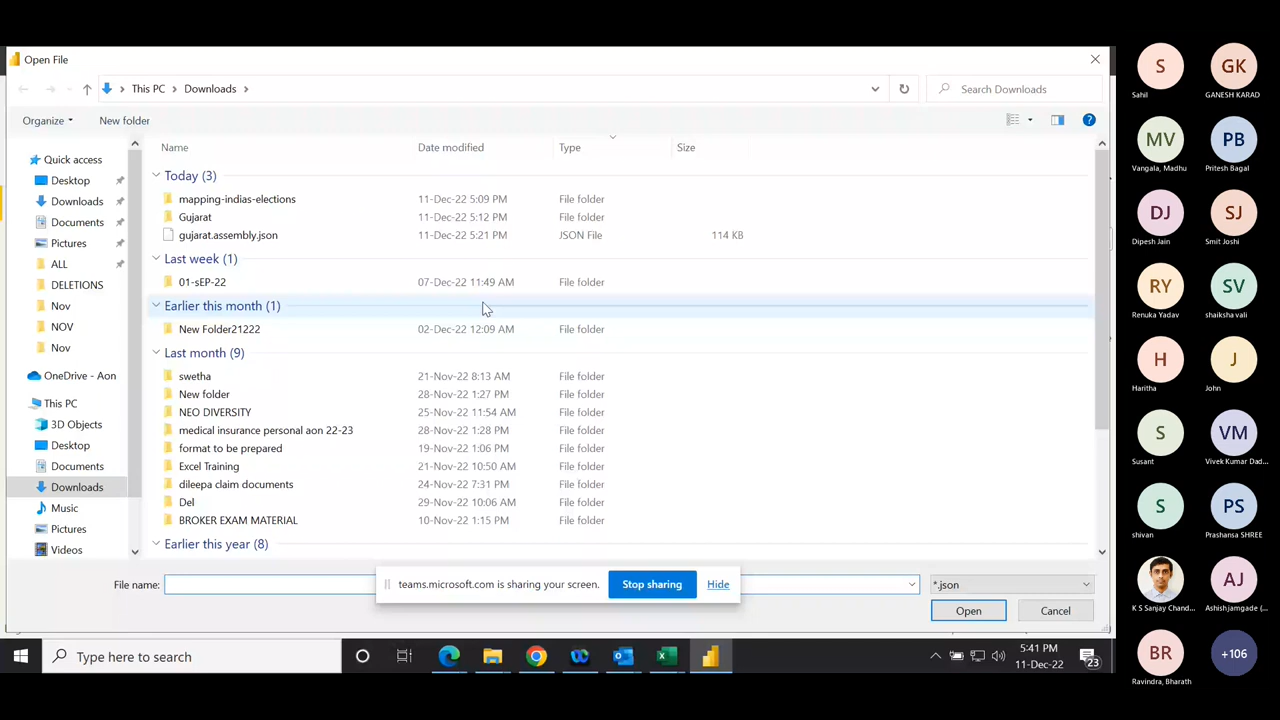 Open File
This PC Downloads
Search Downloads
Organize
New folder
Name Date modified Type Size
Quick access
Desktop
Downloads
Documents
Pictures
ALL
DELETIONS
Nov
NOV
Nov
OneDrive - Aon
This PC
3D Objects
Desktop
Documents
Downloads
Music
Pictures
Videos
Today (3)
mapping-indias-elections 11-Dec-22 5:09 PM File folder
Gujarat 11-Dec-22 5:12 PM File folder
gujarat.assembly.json 11-Dec-22 5:21 PM JSON File 114 KB
Last week (1)
01-sEP-22 07-Dec-22 11:49 AM File folder
Earlier this month (1)
New Folder21222 02-Dec-22 12:09 AM File folder
Last month (9)
swetha 21-Nov-22 8:13 AM File folder
New folder 28-Nov-22 1:27 PM File folder
NEO DIVERSITY 25-Nov-22 11:54 AM File folder
medical insurance personal aon 22-23 28-Nov-22 1:28 PM File folder
format to be prepared 19-Nov-22 1:06 PM File folder
Excel Training 21-Nov-22 10:50 AM File folder
dileepa claim documents 24-Nov-22 7:31 PM File folder
Del 29-Nov-22 10:06 AM File folder
BROKER EXAM MATERIAL 10-Nov-22 1:15 PM File folder
Earlier this year (8)
File name:
*.json
teams.microsoft.com is sharing your screen. Stop sharing Hide
Open Cancel
Type here to search
5:41 PM
11-Dec-22
23
S GK
Sahil GANESH KARAD
MV PB
Vangala, Madhu Pritesh Bagal
DJ SJ
Dipesh Jain Smit Joshi
RY SV
Renuka Yadav shaiksha vali
H J
Haritha John
S VM
Susant Vivek Kumar Dad...
S PS
shivan Prashansa SHREE
AJ
K S Sanjay Chand... Ashish jamgade (...
BR +106
Ravindra, Bharath